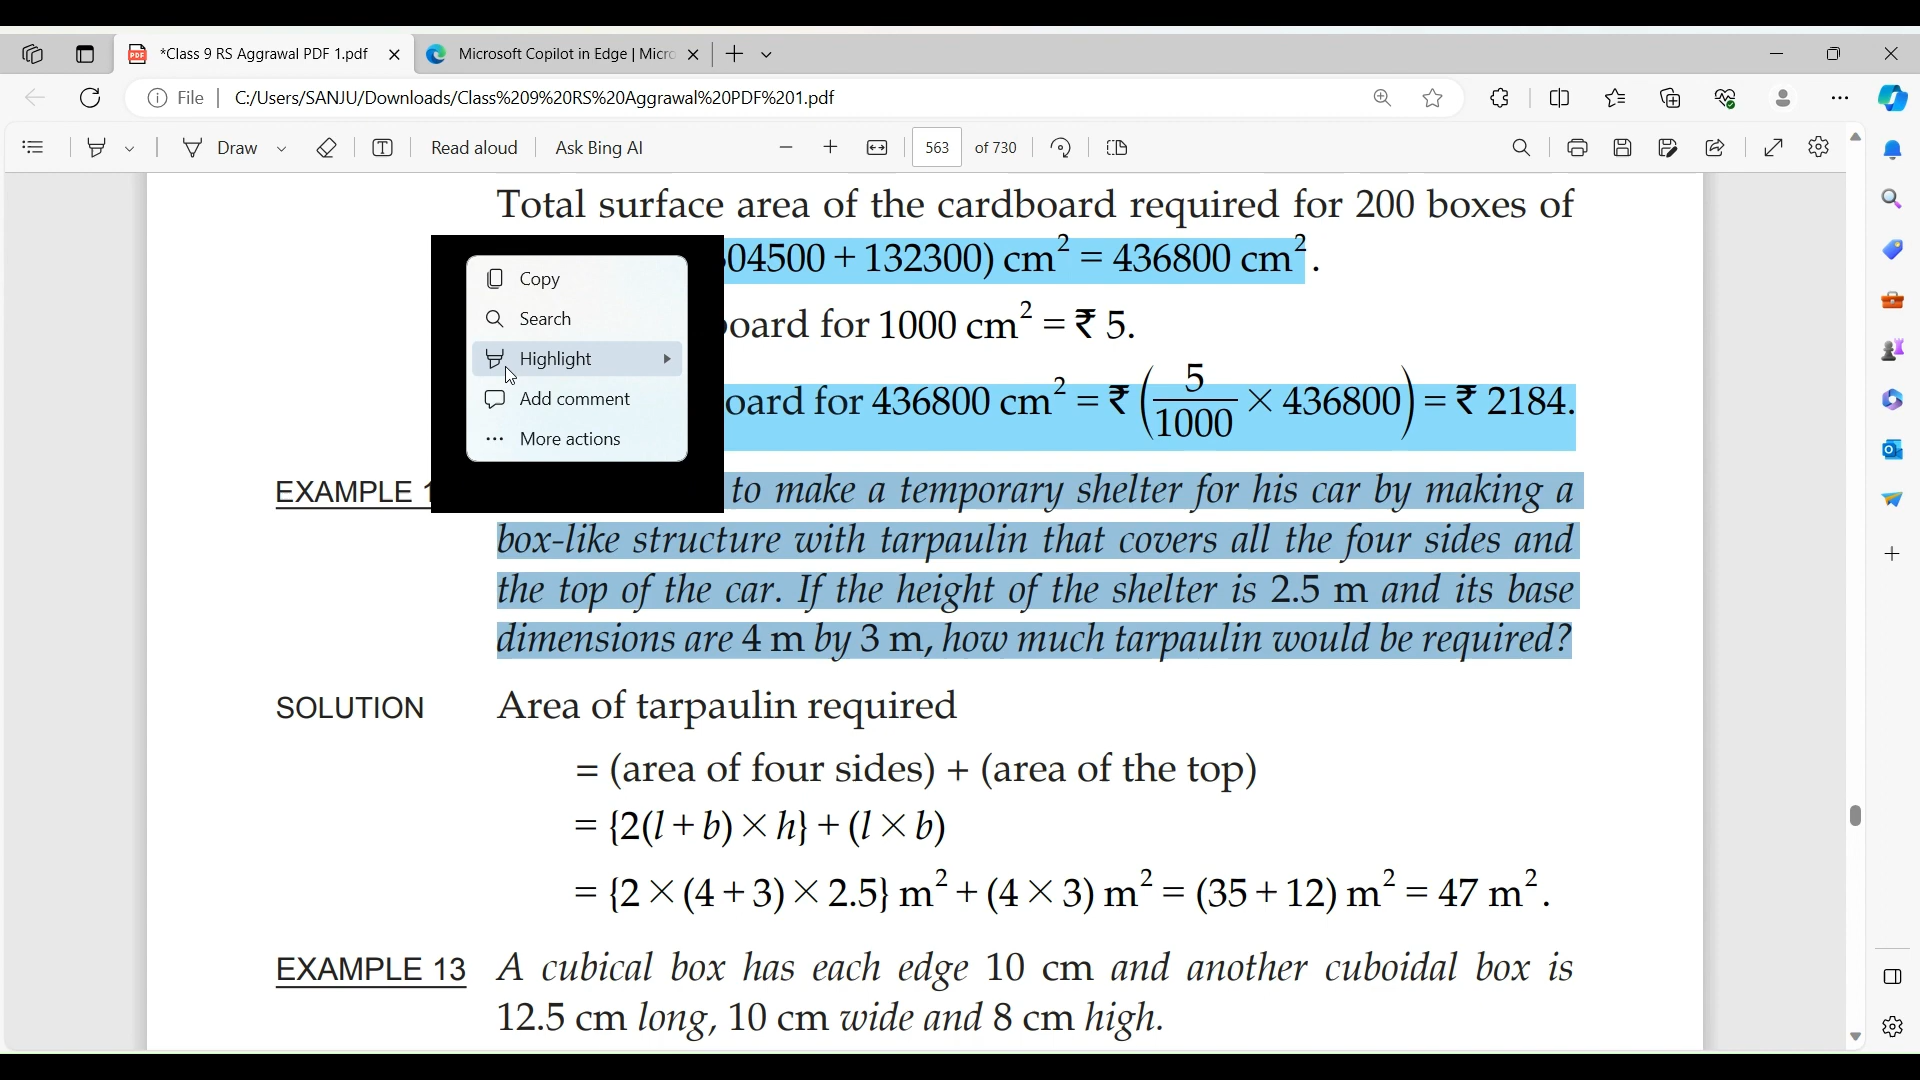 *Class 9 RS Aggrawal PDF 1.pdf
Microsoft Copilot in Edge | Micro
File
C:/Users/SANJU/Downloads/Class%209%20RS%20Aggrawal%20PDF%201.pdf
Draw
Read aloud
Ask Bing AI
563
of 730
Total surface area of the cardboard required for 200 boxes of
04500 + 132300) cm² = 436800 cm².
oard for 1000 cm² = ₹ 5.
oard for 436800 cm² = ₹ (5/1000 × 436800) = ₹ 2184.
Copy
Search
Highlight
Add comment
More actions
EXAMPLE 1 to make a temporary shelter for his car by making a
box-like structure with tarpaulin that covers all the four sides and
the top of the car. If the height of the shelter is 2.5 m and its base
dimensions are 4 m by 3 m, how much tarpaulin would be required?
SOLUTION Area of tarpaulin required
= (area of four sides) + (area of the top)
= {2(l + b) × h} + (l × b)
= {2 × (4 + 3) × 2.5} m² + (4 × 3) m² = (35 + 12) m² = 47 m².
EXAMPLE 13 A cubical box has each edge 10 cm and another cuboidal box is
12.5 cm long, 10 cm wide and 8 cm high.